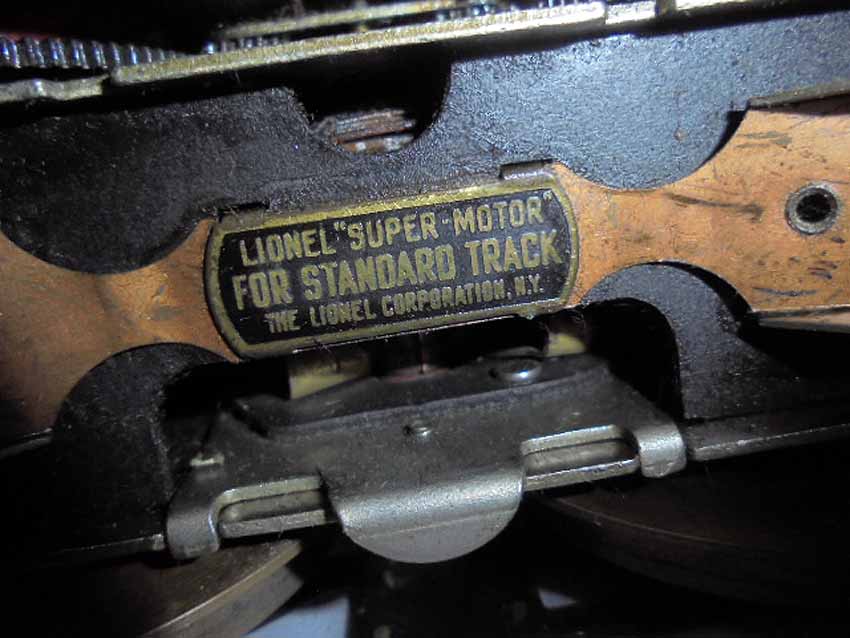 LIONEL "SUPER-MOTOR"
FOR STANDARD TRACK
THE LIONEL CORPORATION, N.Y.